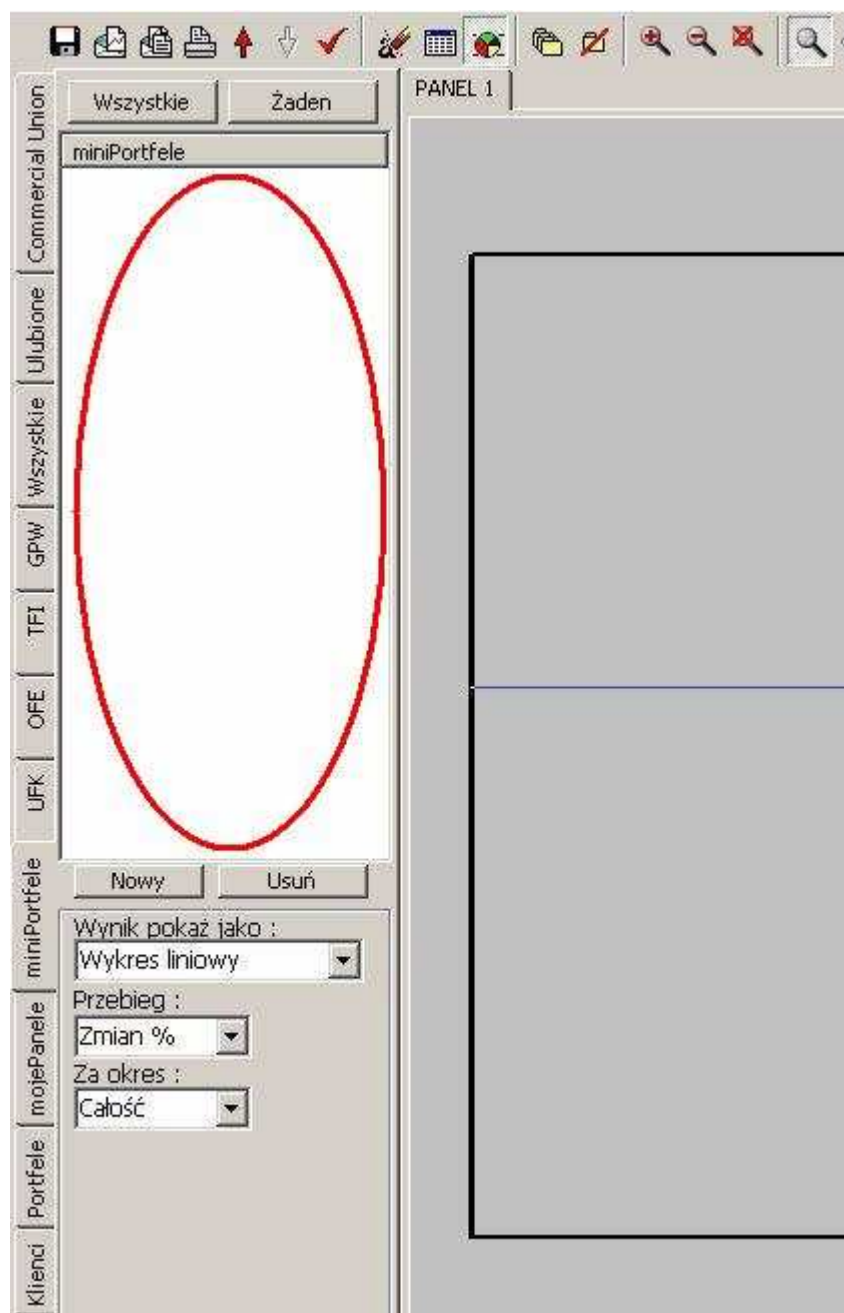 Wszystkie Żaden
PANEL 1
miniPortfele
Commercial Union
Ulubione
Wszystkie
GPW
TFI
OFE
UFK
miniPortfele
mojePanele
Portfele
Klienci
Nowy Usuń
Wynik pokaż jako :
Wykres liniowy
Przebieg :
Zmian %
Za okres :
Całość